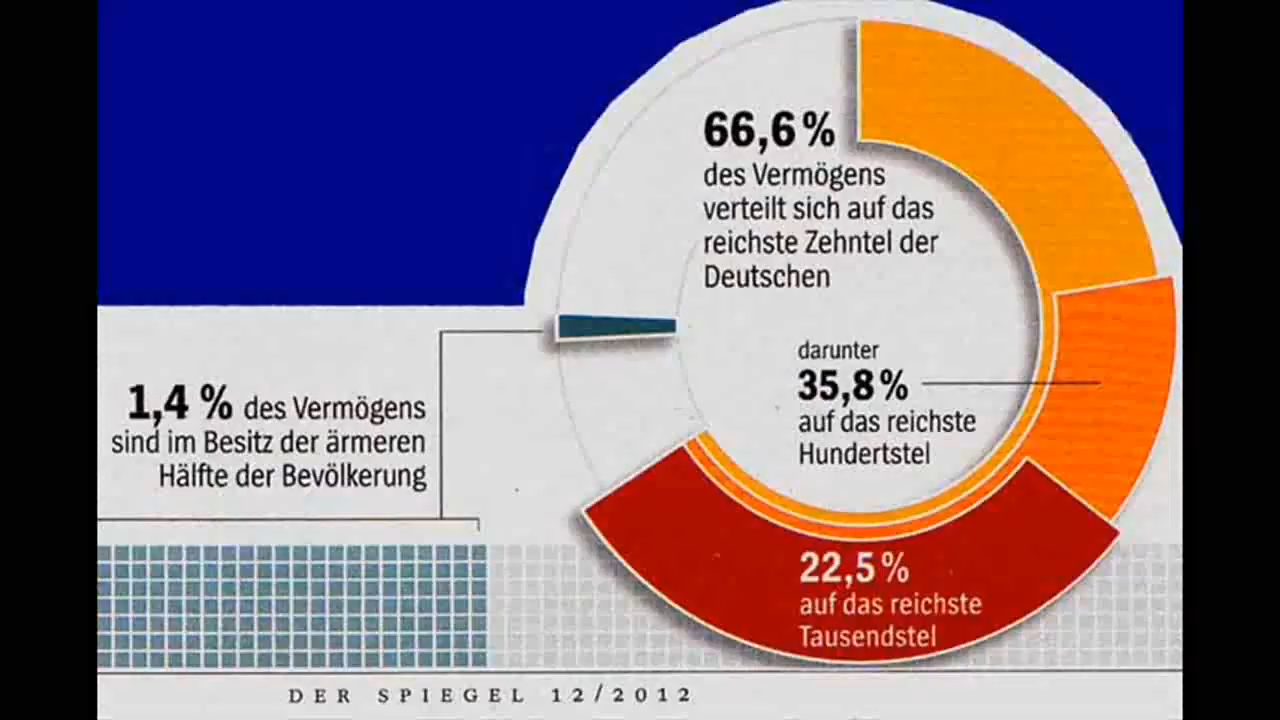 66,6 %
des Vermögens
verteilt sich auf das
reichste Zehntel der
Deutschen
darunter
35,8 %
auf das reichste
Hundertstel
1,4 % des Vermögens
sind im Besitz der ärmeren
Hälfte der Bevölkerung
22,5 %
auf das reichste
Tausendstel
DER SPIEGEL 12/2012